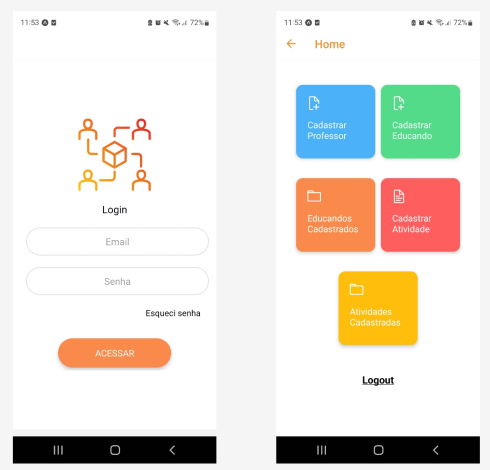 11:53
72%
Login
Email
Senha
Esqueci senha
ACESSAR
11:53
72%
Home
Cadastrar
Professor
Cadastrar
Educando
Educandos
Cadastrados
Cadastrar
Atividade
Atividades
Cadastradas
Logout